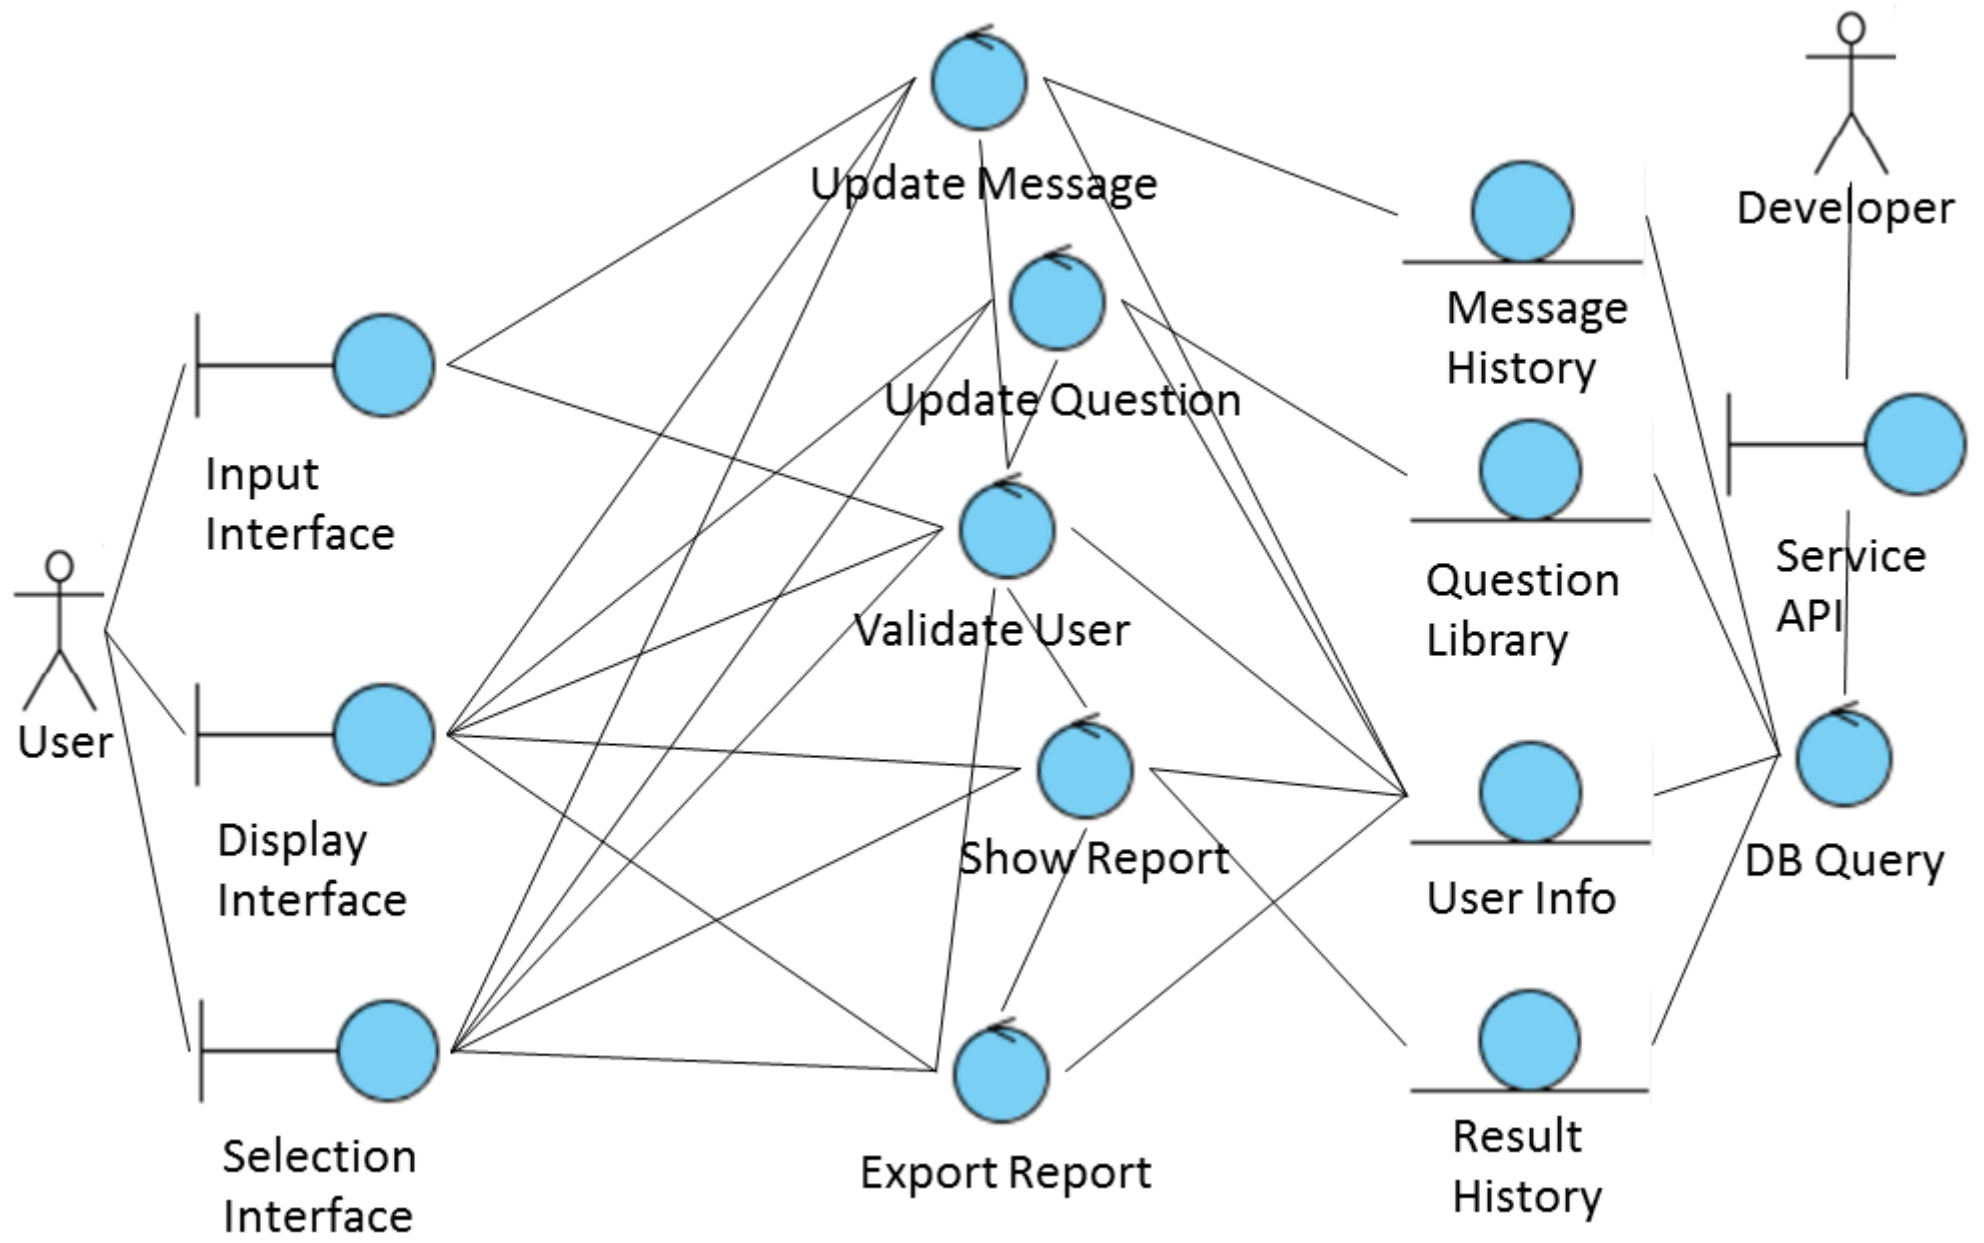 Update Message
Developer
Message
History
Update Question
Input
Interface
Service
API
Question
Library
Validate User
User
Display
Interface
Show Report
DB Query
User Info
Selection
Interface
Export Report
Result
History